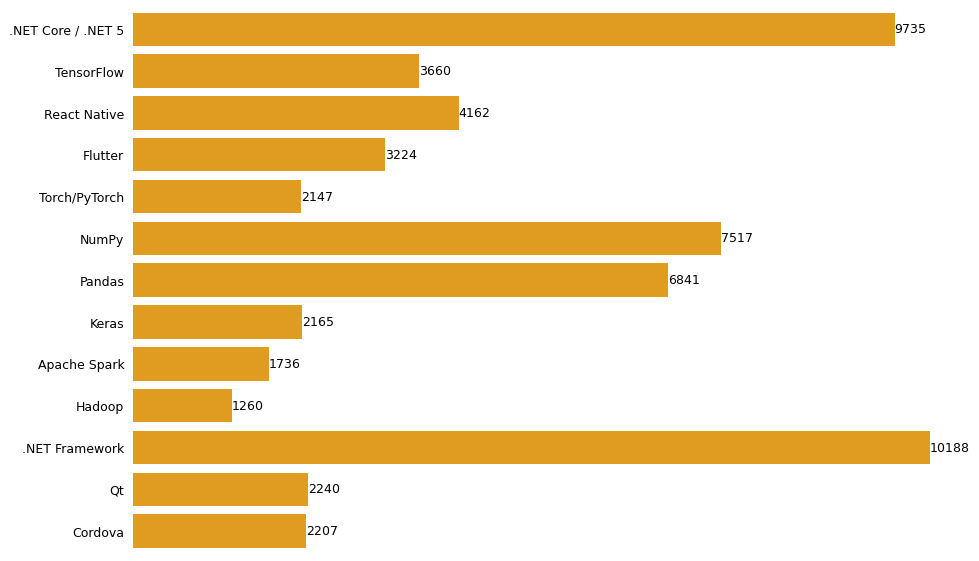 .NET Core / .NET 5 9735
TensorFlow 3660
React Native 4162
Flutter 3224
Torch/PyTorch 2147
NumPy 7517
Pandas 6841
Keras 2165
Apache Spark 1736
Hadoop 1260
.NET Framework 10188
Qt 2240
Cordova 2207